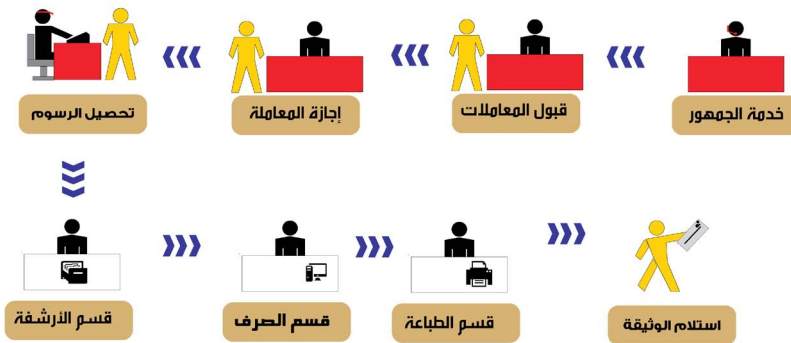 خدمة الجمهور
قبول المعاملات
إجازة المعاملة
تحصيل الرسوم
قسم الأرشفة
قسم الصرف
قسم الطباعة
استلام الوثيقة